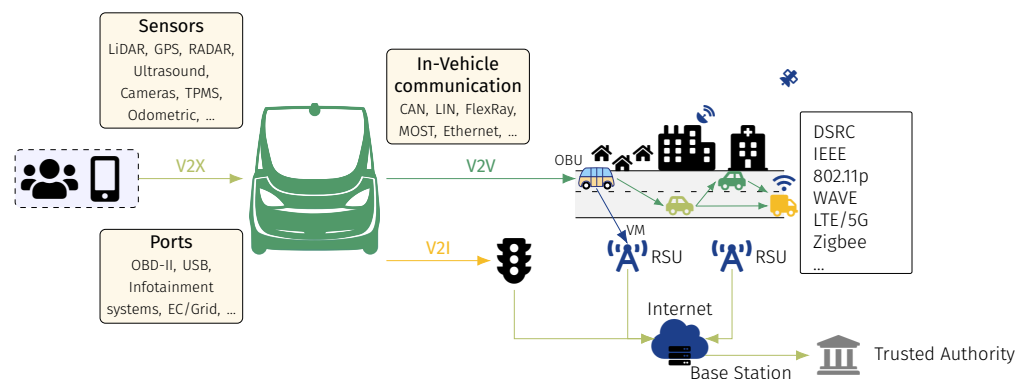 Sensors
LiDAR, GPS, RADAR,
Ultrasound,
Cameras, TPMS,
Odometric, ...
In-Vehicle
communication
CAN, LIN, FlexRay,
MOST, Ethernet, ...
V2X
V2V
OBU
DSRC
IEEE
802.11p
WAVE
LTE/5G
Zigbee
...
Ports
OBD-II, USB,
Infotainment
systems, EC/Grid, ...
V2I
VM
RSU
RSU
Internet
Base Station
Trusted Authority